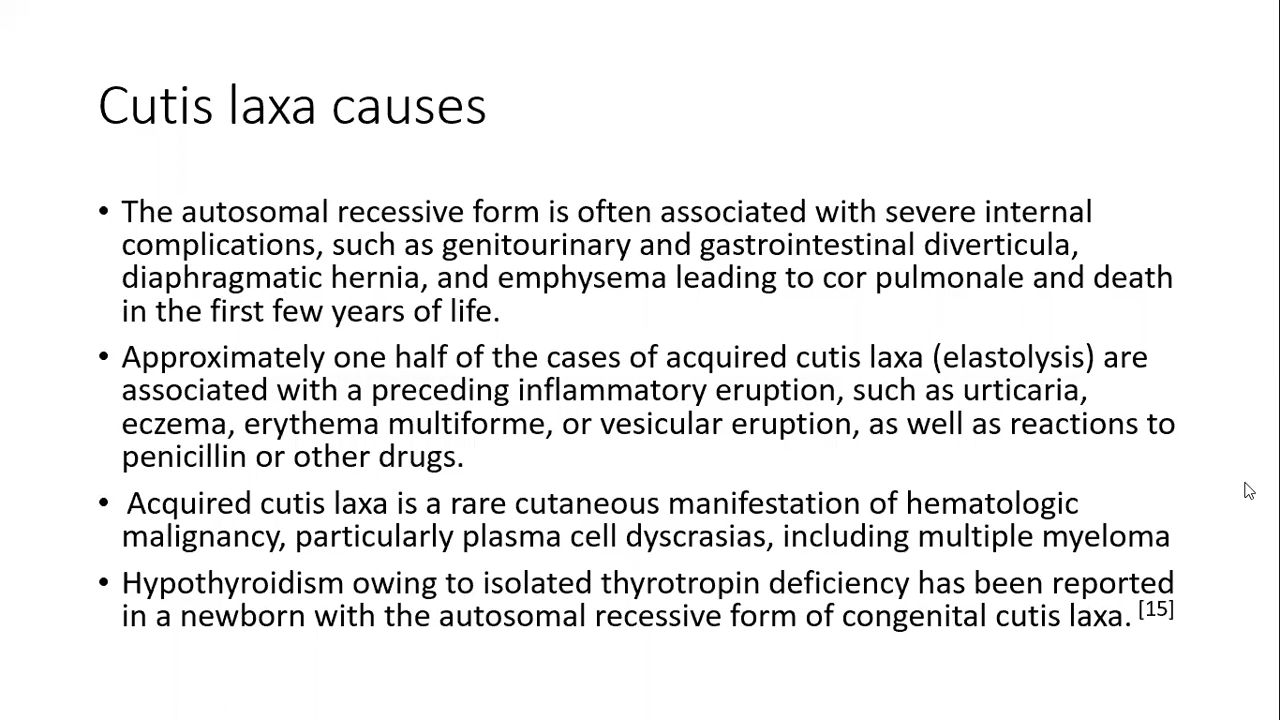 Cutis laxa causes
• The autosomal recessive form is often associated with severe internal
complications, such as genitourinary and gastrointestinal diverticula,
diaphragmatic hernia, and emphysema leading to cor pulmonale and death
in the first few years of life.
• Approximately one half of the cases of acquired cutis laxa (elastolysis) are
associated with a preceding inflammatory eruption, such as urticaria,
eczema, erythema multiforme, or vesicular eruption, as well as reactions to
penicillin or other drugs.
• Acquired cutis laxa is a rare cutaneous manifestation of hematologic
malignancy, particularly plasma cell dyscrasias, including multiple myeloma
• Hypothyroidism owing to isolated thyrotropin deficiency has been reported
in a newborn with the autosomal recessive form of congenital cutis laxa. [15]